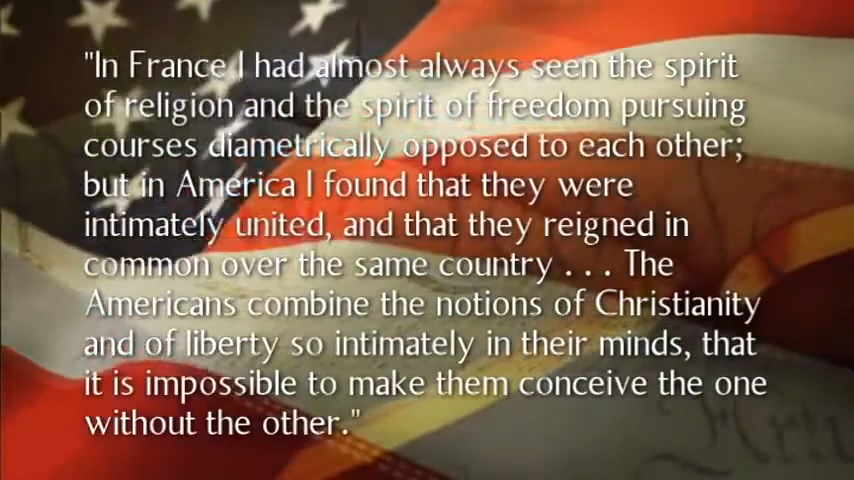 "In France I had almost always seen the spirit
of religion and the spirit of freedom pursuing
courses diametrically opposed to each other;
but in America I found that they were
intimately united, and that they reigned in
common over the same country . . . The
Americans combine the notions of Christianity
and of liberty so intimately in their minds, that
it is impossible to make them conceive the one
without the other."